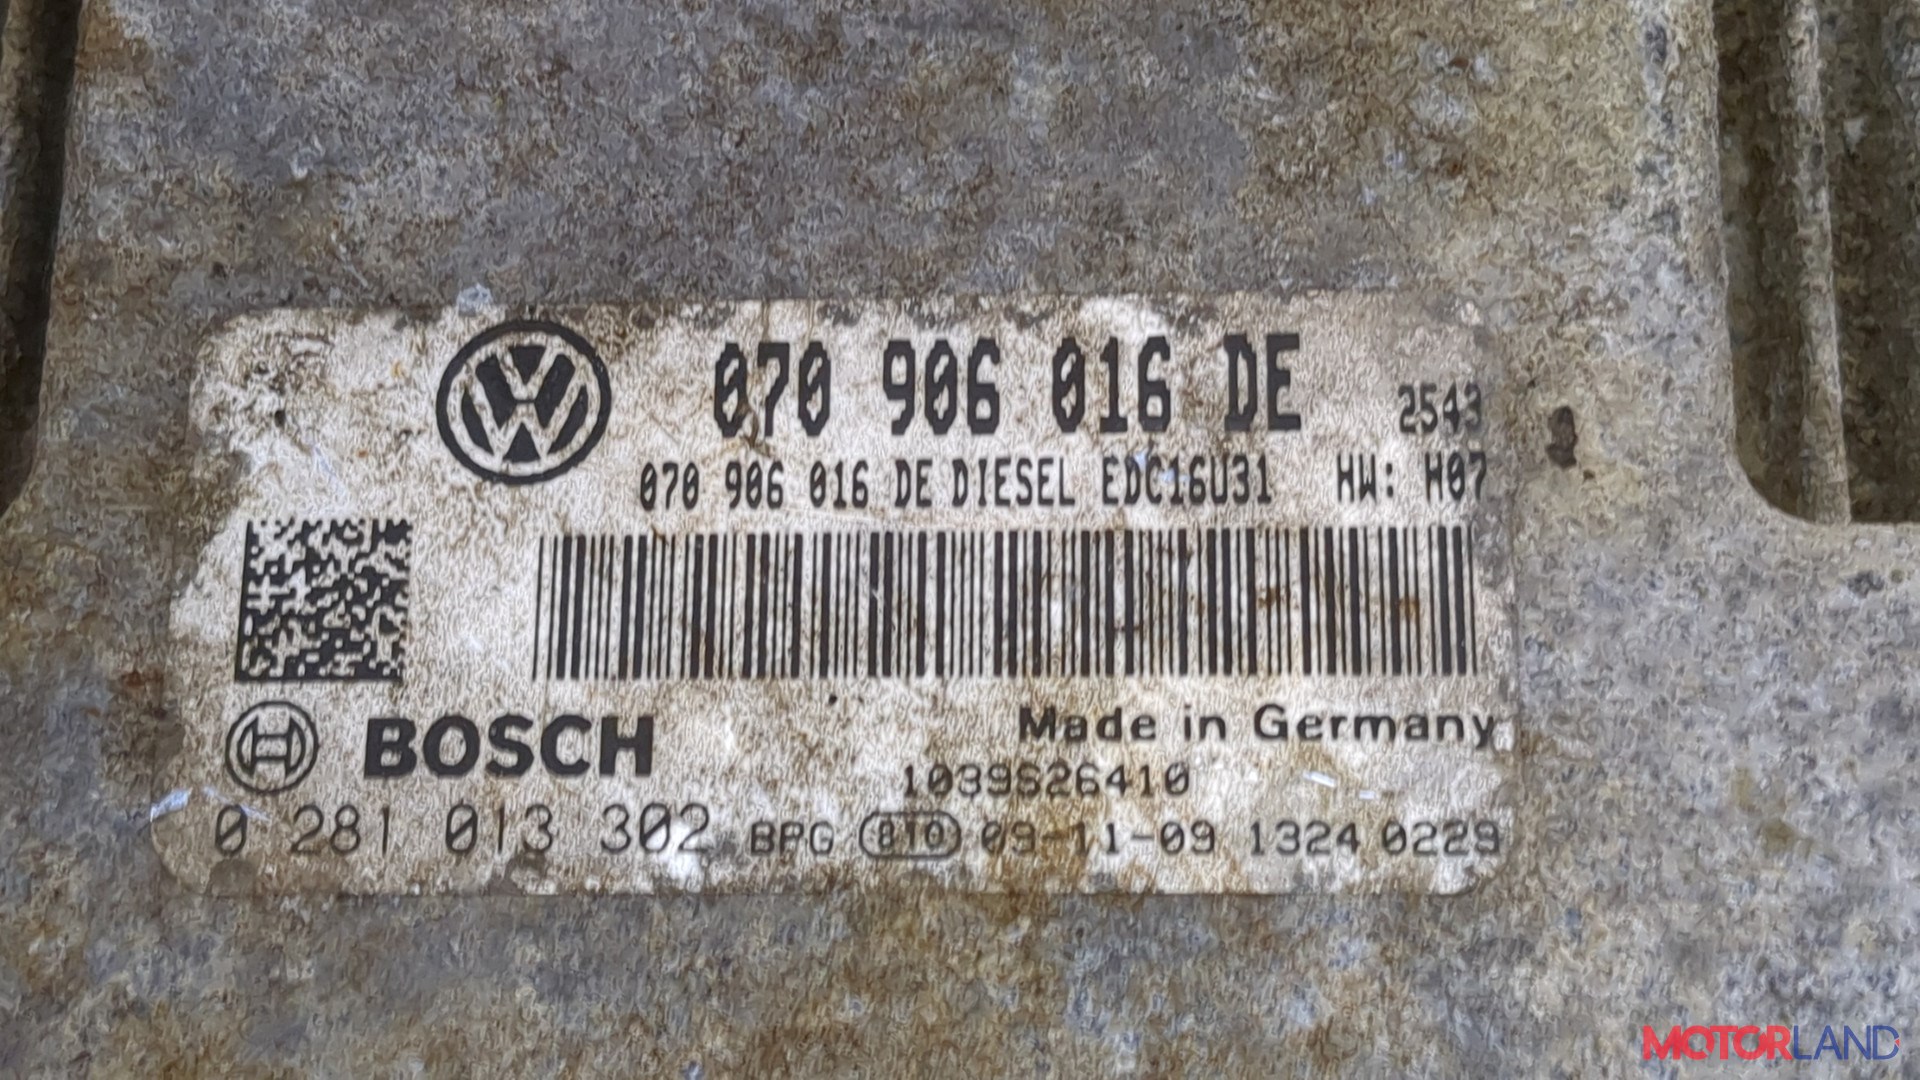 070 906 016 DE 2543
070 906 016 DE DIESEL EDC16U31 HW: H07
BOSCH
Made in Germany
1039S26410
0 281 013 302 BPG BTO 09-11-09 1324 0229
MOTORLAND